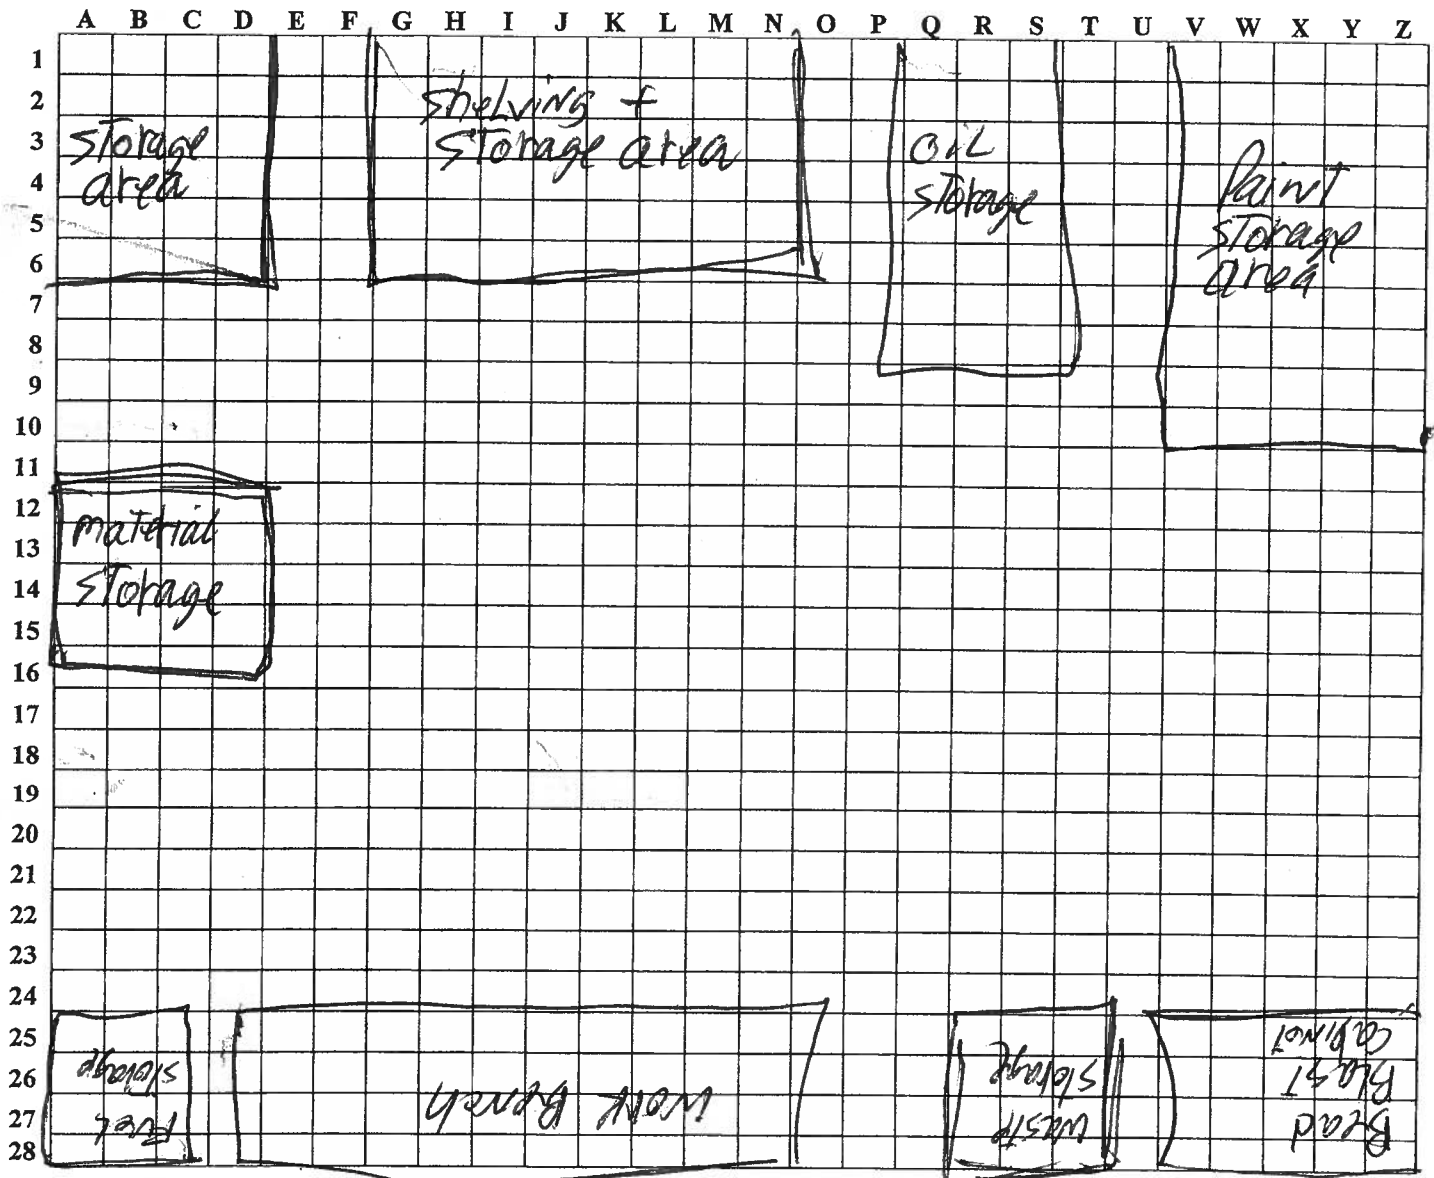 A B C D E F G H I J K L M N O P Q R S T U V W X Y Z
1
2
3
4
5
6
7
8
9
10
11
12
13
14
15
16
17
18
19
20
21
22
23
24
25
26
27
28
storage
area
shelving +
storage area
oil
storage
Paint
storage
area
material
storage
Fuel
storage
work Bench
waste
storage
Bead
Blast
Cabinet